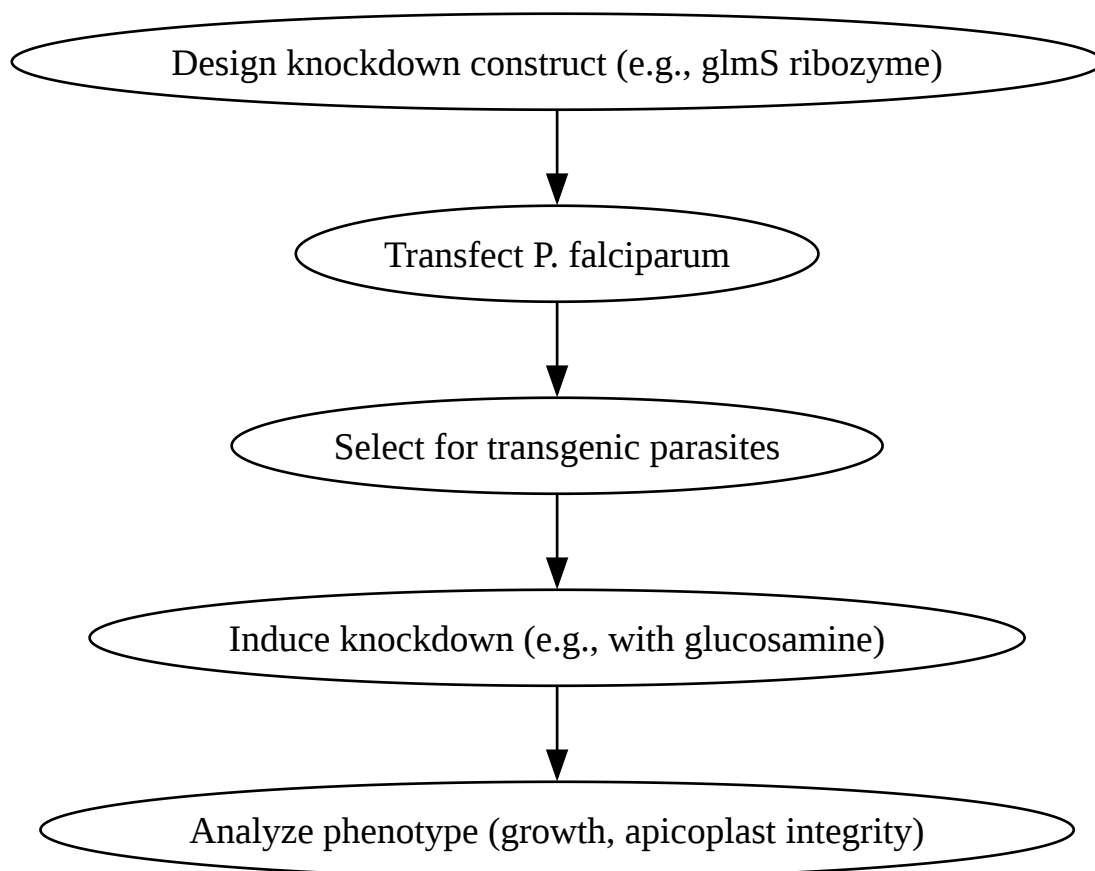 Design knockdown construct (e.g., glmS ribozyme)
Transfect P. falciparum
Select for transgenic parasites
Induce knockdown (e.g., with glucosamine)
Analyze phenotype (growth, apicoplast integrity)